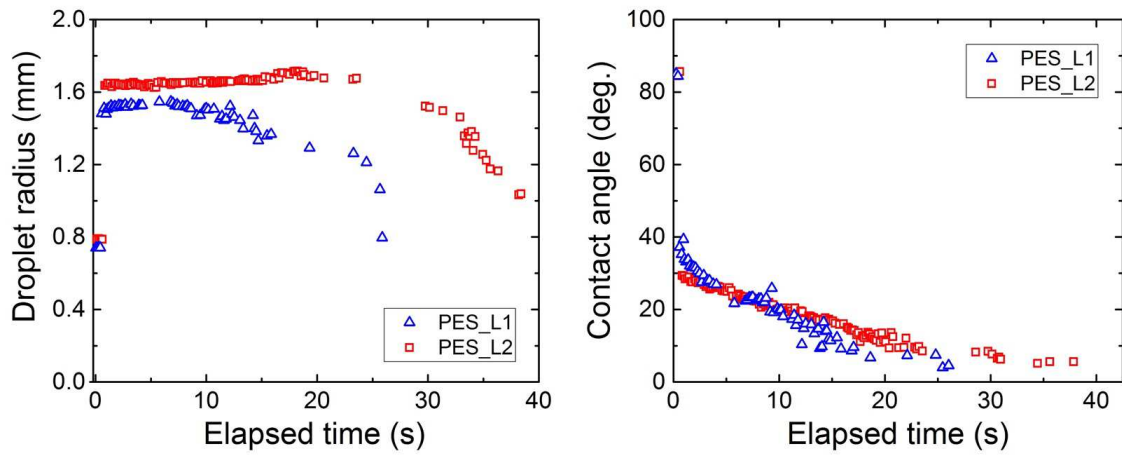 Droplet radius (mm)
2.0
1.6
1.2
0.8
0.4
0.0
PES_L1
PES_L2
0 10 20 30 40
Elapsed time (s)
Contact angle (deg.)
100
80
60
40
20
0
PES_L1
PES_L2
0 10 20 30 40
Elapsed time (s)